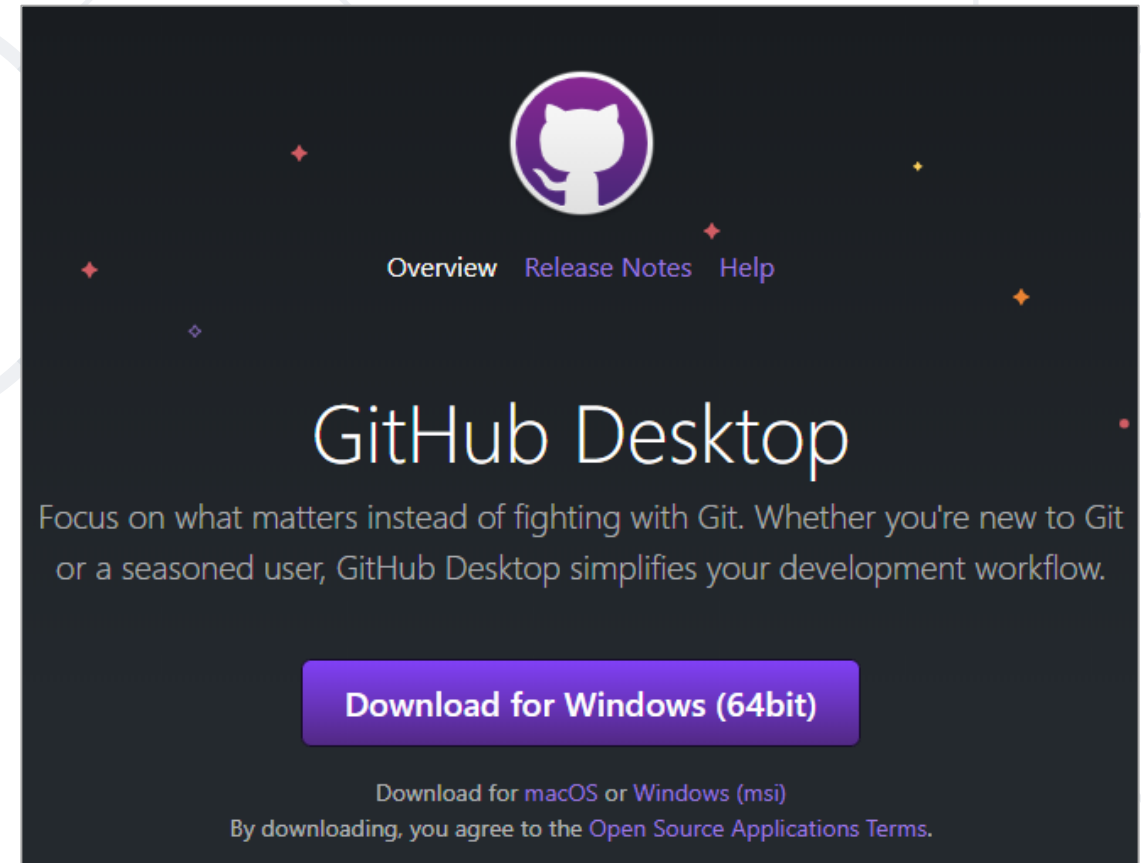 Overview Release Notes Help
GitHub Desktop
Focus on what matters instead of fighting with Git. Whether you're new to Git
or a seasoned user, GitHub Desktop simplifies your development workflow.
Download for Windows (64bit)
Download for macOS or Windows (msi)
By downloading, you agree to the Open Source Applications Terms.